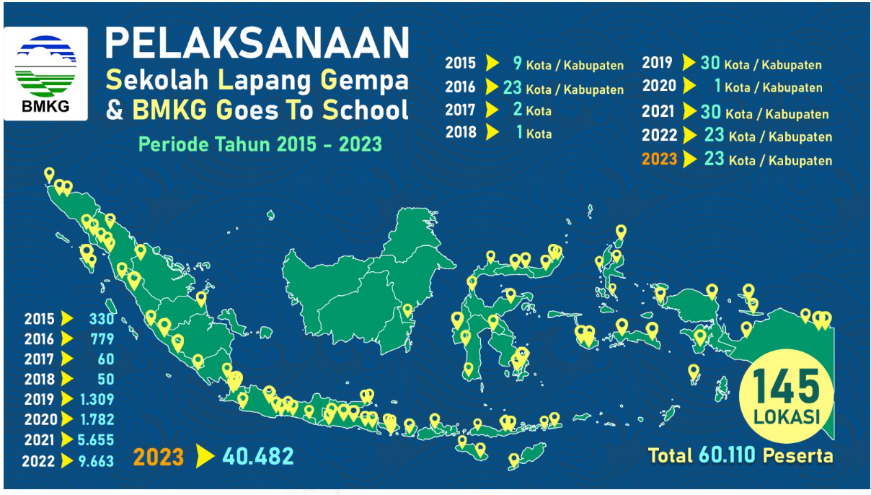 BMKG
PELAKSANAAN
Sekolah Lapang Gempa
& BMKG Goes To School
Periode Tahun 2015 - 2023
2015 9 Kota / Kabupaten
2016 23 Kota / Kabupaten
2017 2 Kota
2018 1 Kota
2019 30 Kota / Kabupaten
2020 1 Kota / Kabupaten
2021 30 Kota / Kabupaten
2022 23 Kota / Kabupaten
2023 23 Kota / Kabupaten
2015 330
2016 779
2017 60
2018 50
2019 1.309
2020 1.782
2021 5.655
2022 9.663
2023 40.482
145
LOKASI
Total 60.110 Peserta